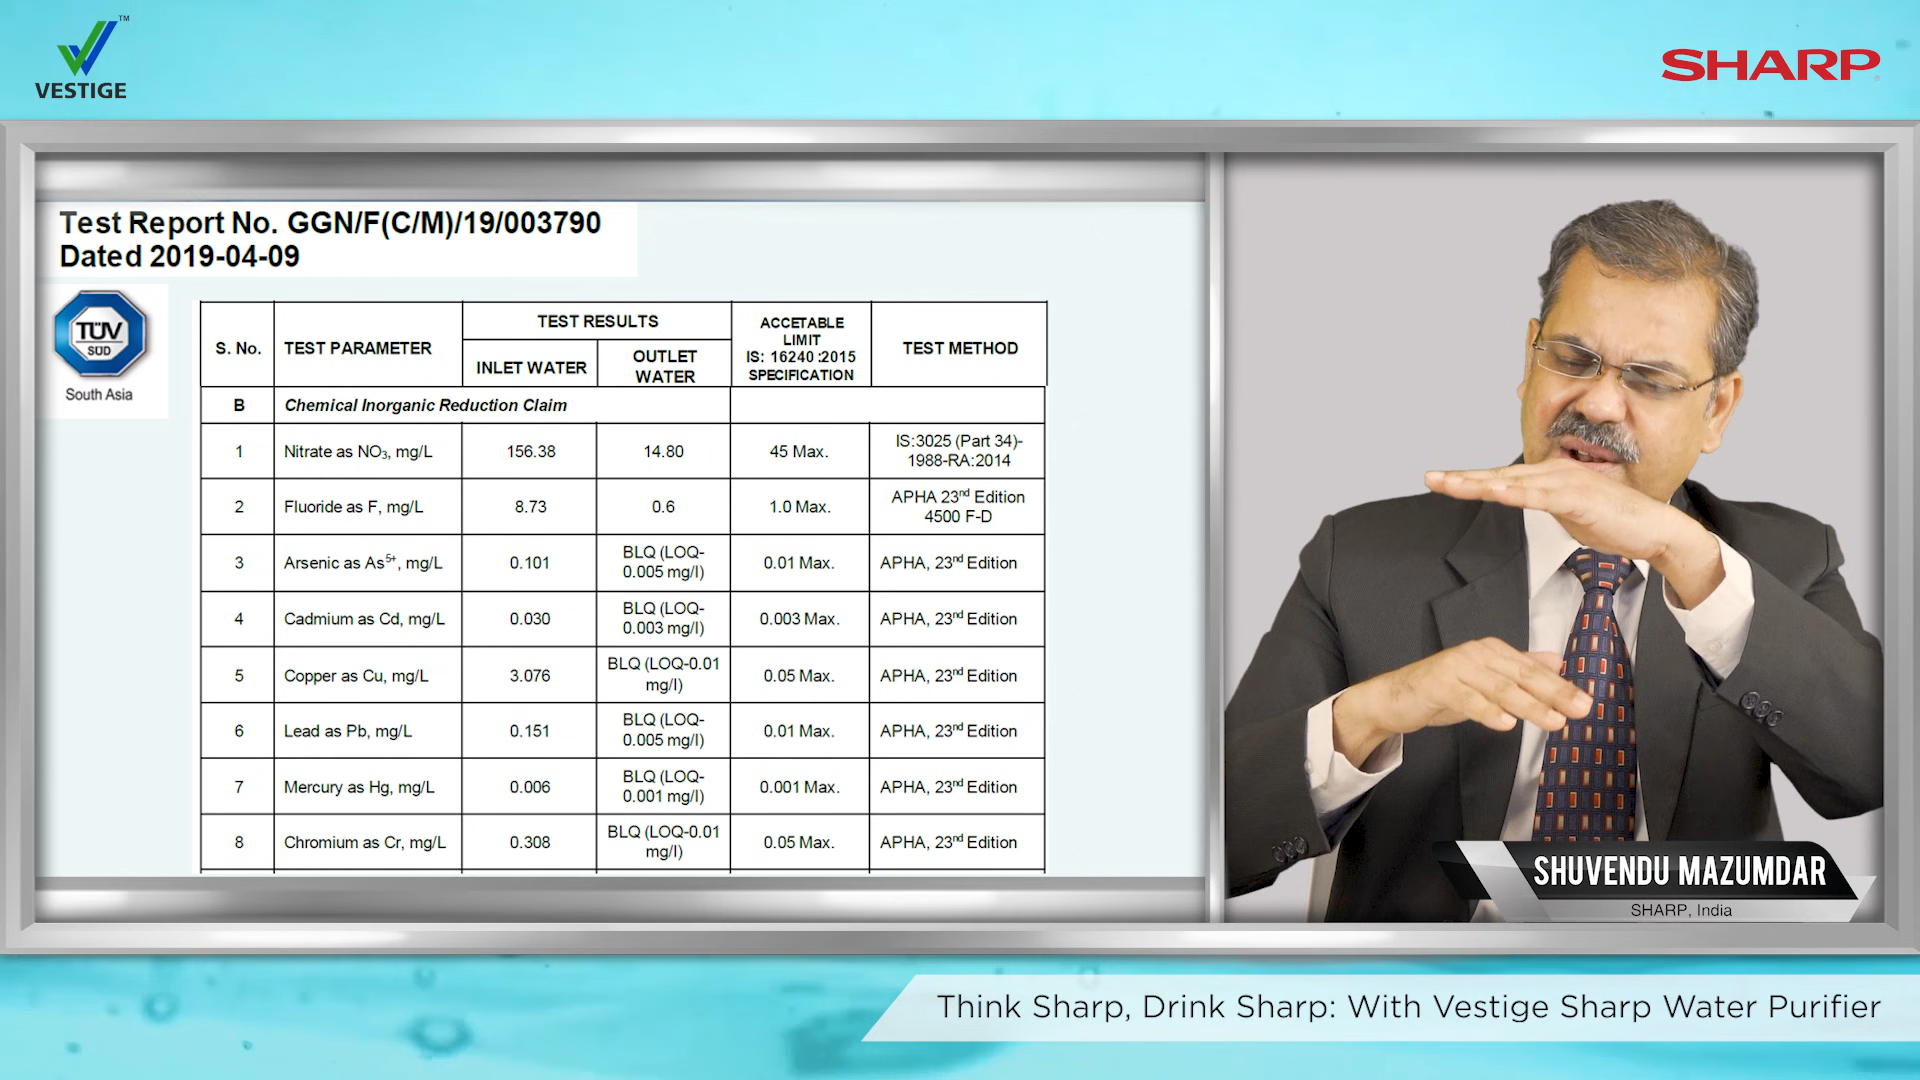 VESTIGE
TM
SHARP
Test Report No. GGN/F(C/M)/19/003790
Dated 2019-04-09
TÜV
SÜD
South Asia
S. No.
TEST PARAMETER
TEST RESULTS
INLET WATER
OUTLET
WATER
ACCETABLE
LIMIT
IS: 16240:2015
SPECIFICATION
TEST METHOD
B
Chemical Inorganic Reduction Claim
1
Nitrate as NO₃, mg/L
156.38
14.80
45 Max.
IS:3025 (Part 34)-
1988-RA:2014
2
Fluoride as F, mg/L
8.73
0.6
1.0 Max.
APHA 23nd Edition
4500 F-D
3
Arsenic as As⁵⁺, mg/L
0.101
BLQ (LOQ-
0.005 mg/l)
0.01 Max.
APHA, 23nd Edition
4
Cadmium as Cd, mg/L
0.030
BLQ (LOQ-
0.003 mg/l)
0.003 Max.
APHA, 23nd Edition
5
Copper as Cu, mg/L
3.076
BLQ (LOQ-0.01
mg/l)
0.05 Max.
APHA, 23nd Edition
6
Lead as Pb, mg/L
0.151
BLQ (LOQ-
0.005 mg/l)
0.01 Max.
APHA, 23nd Edition
7
Mercury as Hg, mg/L
0.006
BLQ (LOQ-
0.001 mg/l)
0.001 Max.
APHA, 23nd Edition
8
Chromium as Cr, mg/L
0.308
BLQ (LOQ-0.01
mg/l)
0.05 Max.
APHA, 23nd Edition
SHUVENDU MAZUMDAR
SHARP, India
Think Sharp, Drink Sharp: With Vestige Sharp Water Purifier